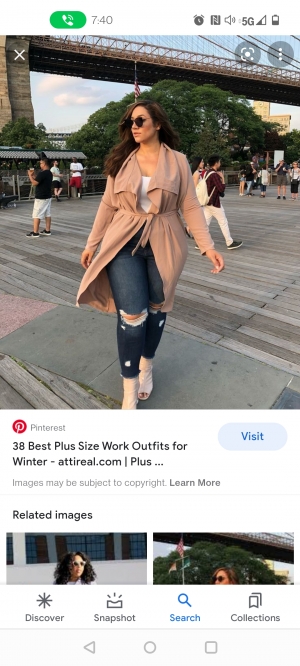 7:40
5G
Pinterest
38 Best Plus Size Work Outfits for
Winter - attireal.com | Plus ...
Visit
Images may be subject to copyright. Learn More
Related images
Discover
Snapshot
Search
Collections